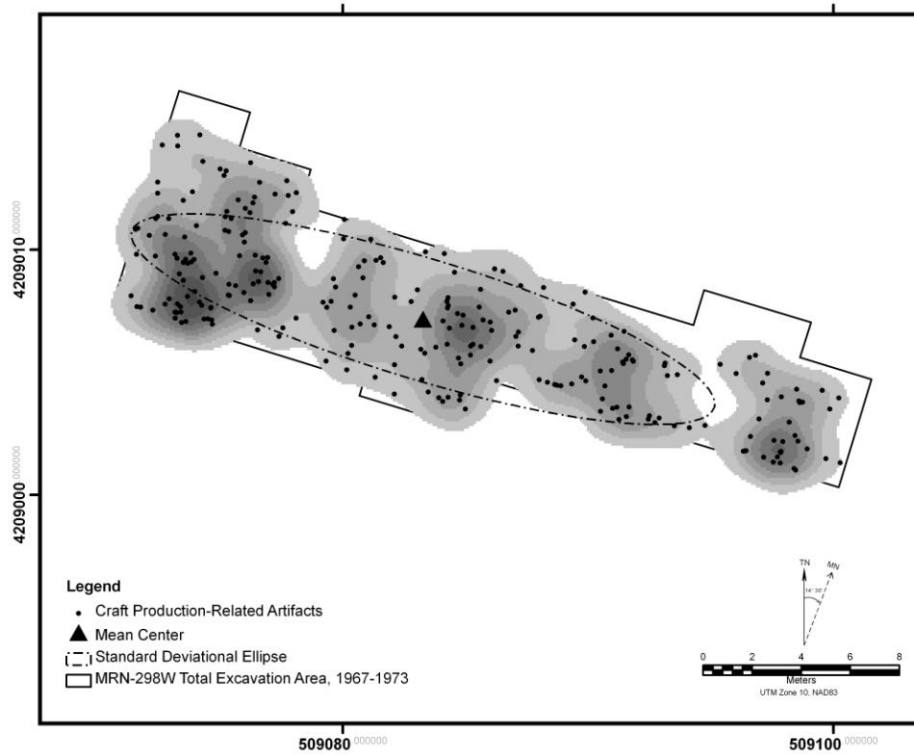 4209010.000000
4209000.000000
Legend
Craft Production-Related Artifacts
Mean Center
Standard Deviational Ellipse
MRN-298W Total Excavation Area, 1967-1973
TN
MN
0 2 4 6 8
Meters
UTM Zone 10, NAD83
509080.000000
509100.000000